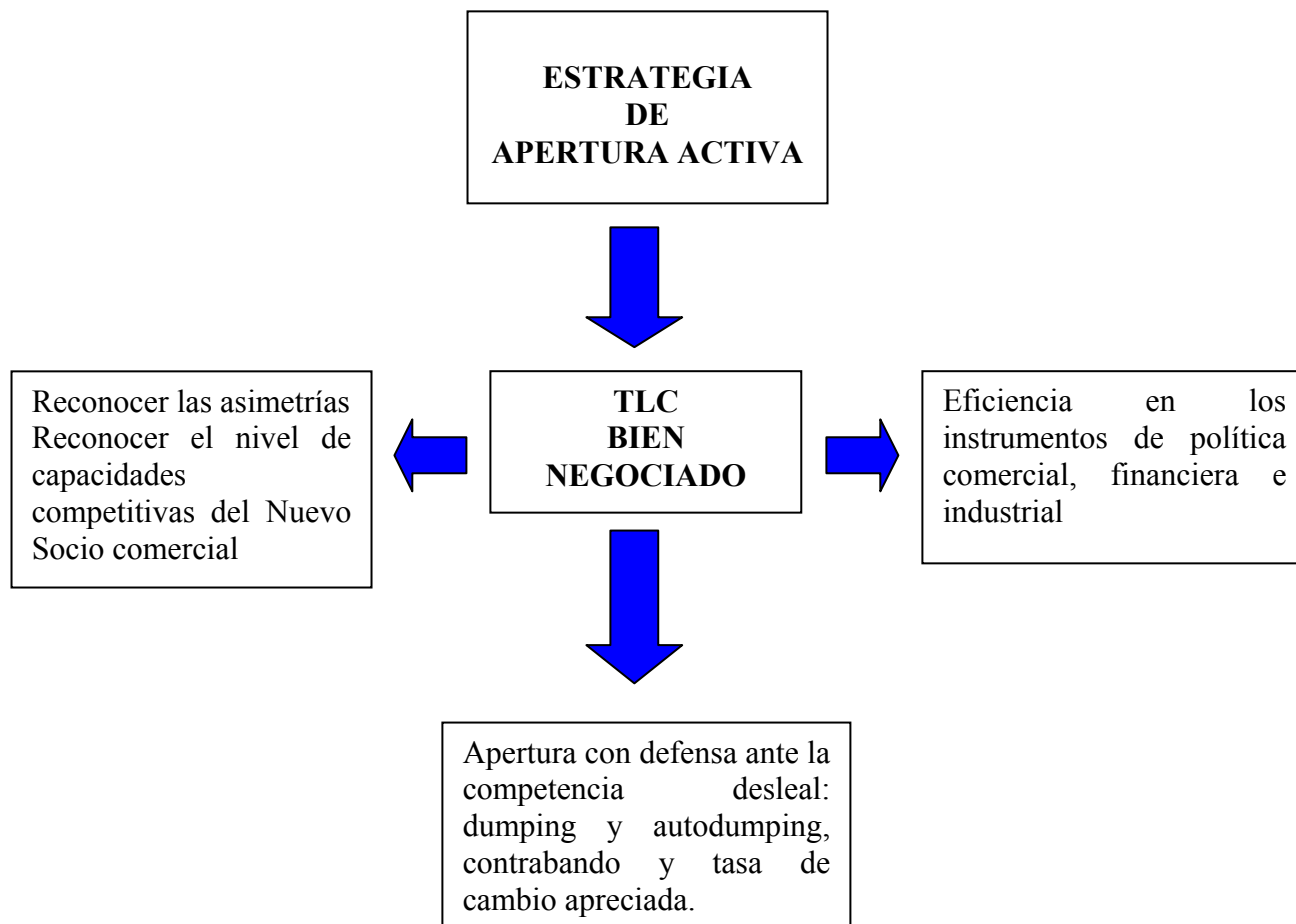 ESTRATEGIA
DE
APERTURA ACTIVA
Reconocer las asimetrías
Reconocer el nivel de
capacidades
competitivas del Nuevo
Socio comercial
TLC
BIEN
NEGOCIADO
Eficiencia en los
instrumentos de política
comercial, financiera e
industrial
Apertura con defensa ante la
competencia desleal:
dumping y autodumping,
contrabando y tasa de
cambio apreciada.